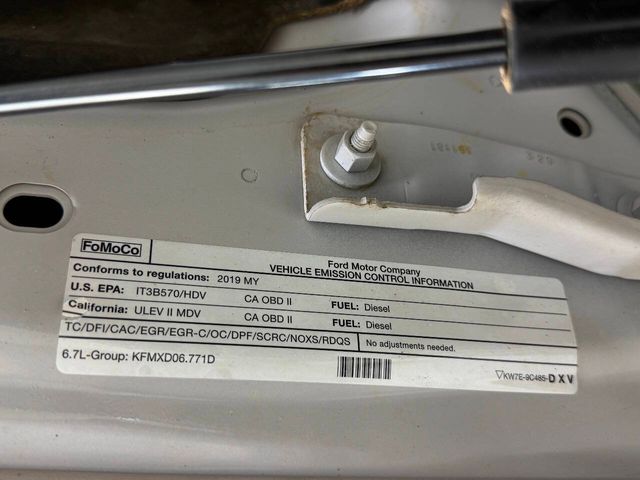 FoMoCo
Ford Motor Company
VEHICLE EMISSION CONTROL INFORMATION
Conforms to regulations: 2019 MY
U.S. EPA: IT3B570/HDV CA OBD II FUEL: Diesel
California: ULEV II MDV CA OBD II FUEL: Diesel
TC/DFI/CAC/EGR/EGR-C/OC/DPF/SCRC/NOXS/RDQS No adjustments needed.
6.7L-Group: KFMXD06.771D
KW7E-9C485-DXV